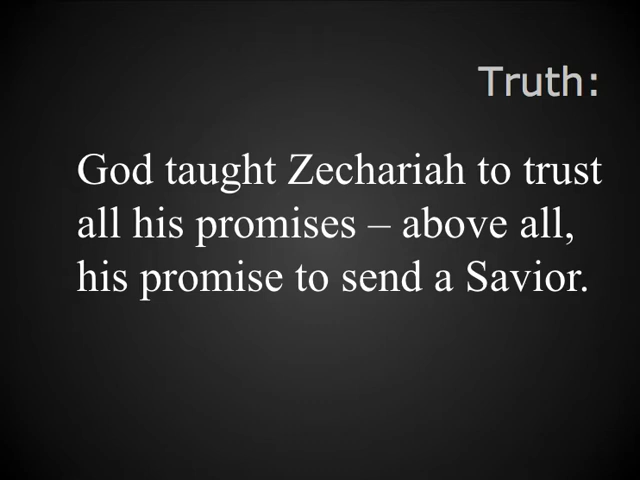 Truth:
God taught Zechariah to trust
all his promises – above all,
his promise to send a Savior.